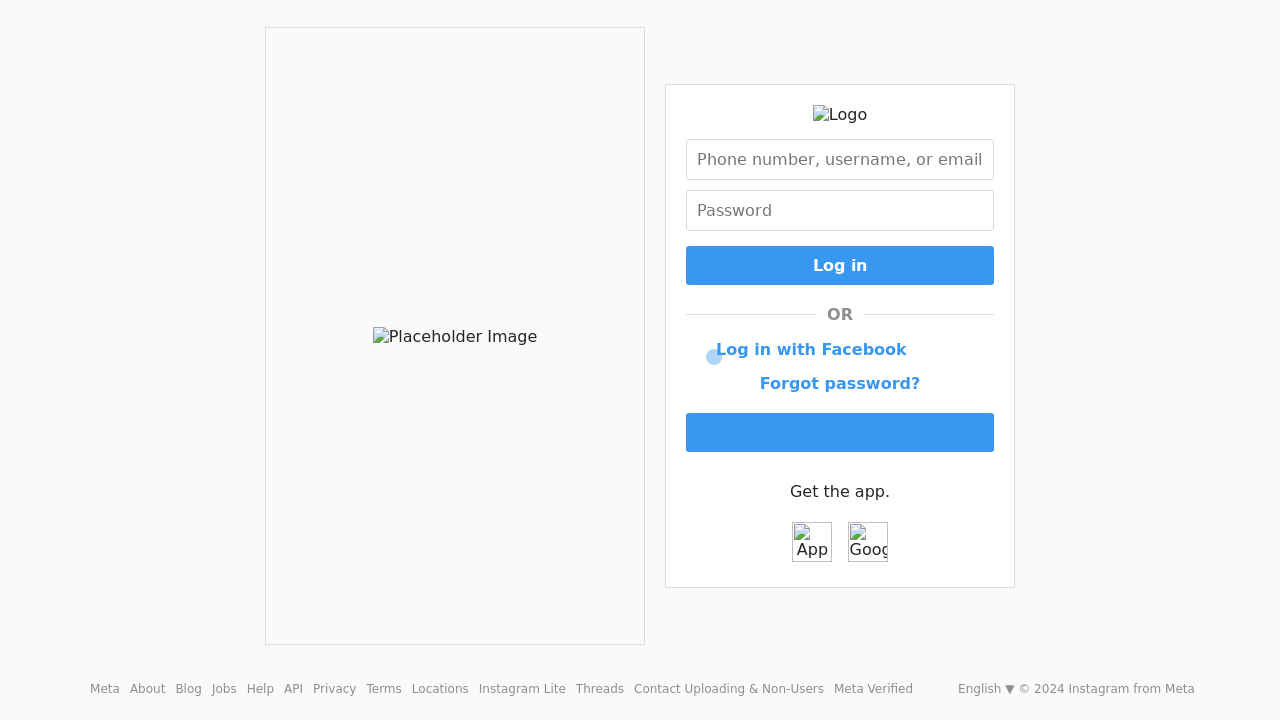 Placeholder Image
Logo
Phone number, username, or email
Password
Log in
OR
Log in with Facebook
Forgot password?
Get the app.
App
Goog
Meta About Blog Jobs Help API Privacy Terms Locations Instagram Lite Threads Contact Uploading & Non-Users Meta Verified English ▼ © 2024 Instagram from Meta